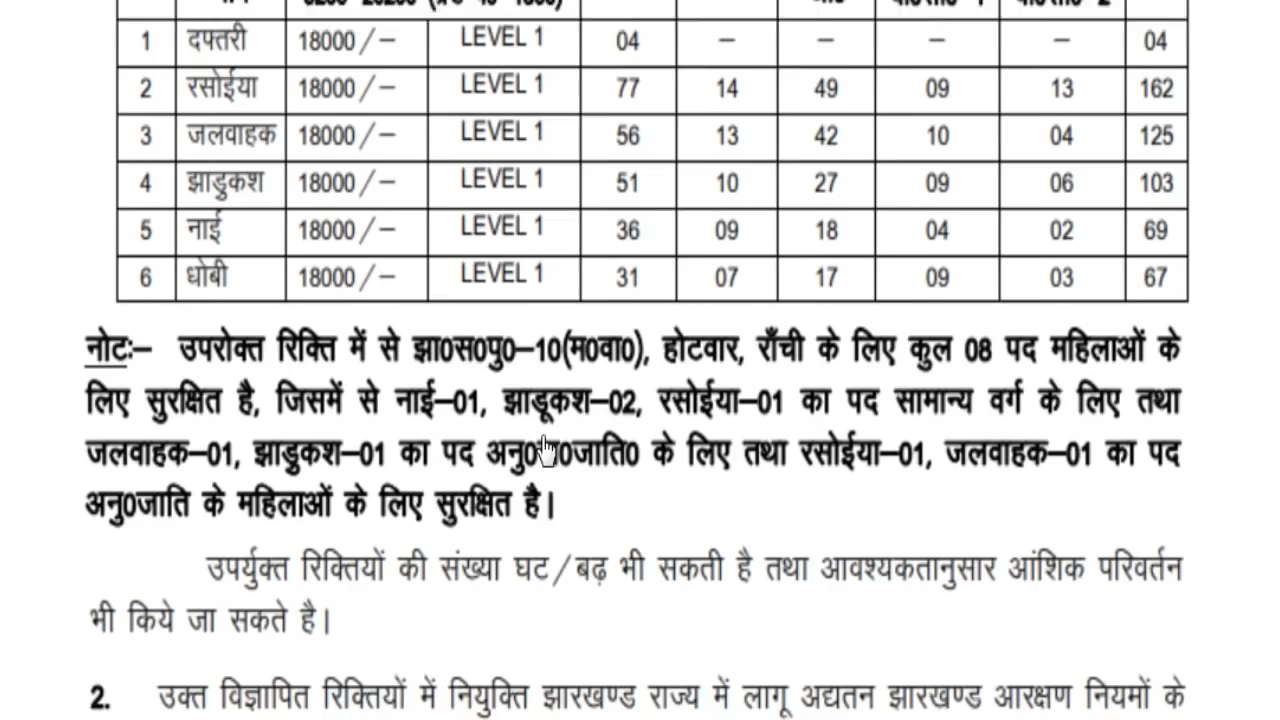 1 दफ्तरी 18000/– LEVEL 1 04 – – – – 04
2 रसोईया 18000/– LEVEL 1 77 14 49 09 13 162
3 जलवाहक 18000/– LEVEL 1 56 13 42 10 04 125
4 झाडुकश 18000/– LEVEL 1 51 10 27 09 06 103
5 नाई 18000/– LEVEL 1 36 09 18 04 02 69
6 धोबी 18000/– LEVEL 1 31 07 17 09 03 67
नोटः– उपरोक्त रिक्ति में से झा0स0पु0–10(म0वा0), होटवार, राँची के लिए कुल 08 पद महिलाओं के
लिए सुरक्षित है, जिसमें से नाई–01, झाडूकश–02, रसोईया–01 का पद सामान्य वर्ग के लिए तथा
जलवाहक–01, झाडुकश–01 का पद के लिए तथा रसोईया–01, जलवाहक–01 का पद
अनु0जाति के महिलाओं के लिए सुरक्षित है।
उपर्युक्त रिक्तियों की संख्या घट/बढ़ भी सकती है तथा आवश्यकतानुसार आंशिक परिवर्तन
भी किये जा सकते है।
2. उक्त विज्ञापित रिक्तियों में नियुक्ति झारखण्ड राज्य में लागू अद्यतन झारखण्ड आरक्षण नियमों के